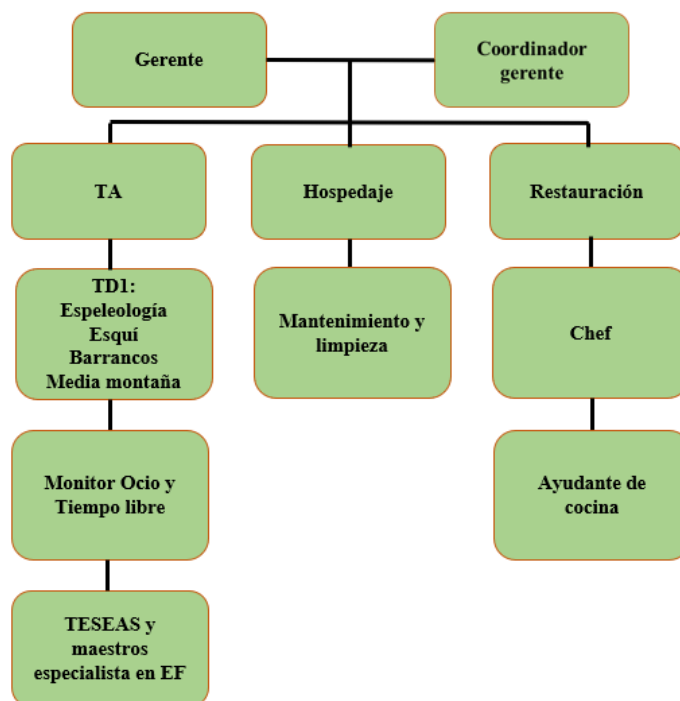 Gerente
Coordinador
gerente
TA
Hospedaje
Restauración
TD1:
Espeleología
Esquí
Barrancos
Media montaña
Mantenimiento y
limpieza
Chef
Monitor Ocio y
Tiempo libre
Ayudante de
cocina
TESEAS y
maestros
especialista en EF